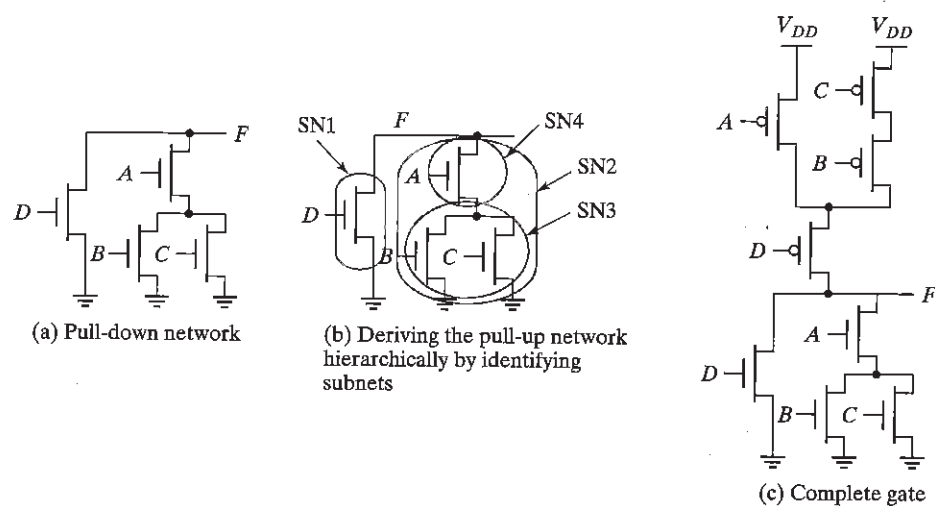 F
A
D
B
C
(a) Pull-down network
SN1
F
SN4
A
SN2
D
SN3
B
C
(b) Deriving the pull-up network
hierarchically by identifying
subnets
V_DD V_DD
C
A
B
D
F
A
D
B
C
(c) Complete gate